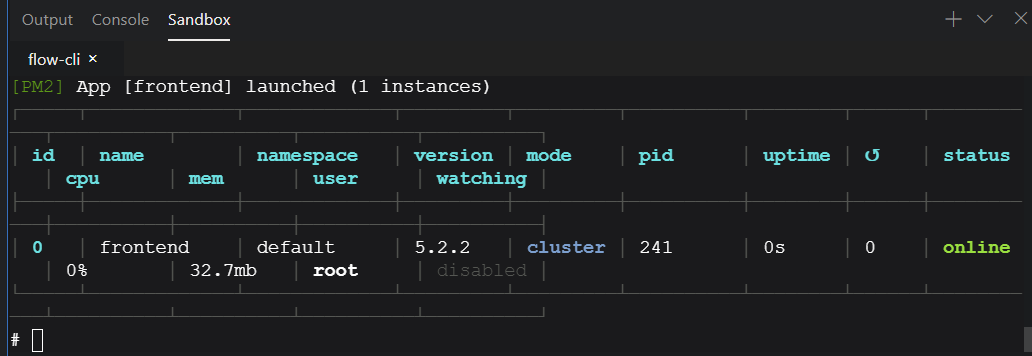 Output Console Sandbox
flow-cli ×
[PM2] App [frontend] launched (1 instances)
id name namespace version mode pid uptime ↺ status
cpu mem user watching
0 frontend default 5.2.2 cluster 241 0s 0 online
0% 32.7mb root disabled
#